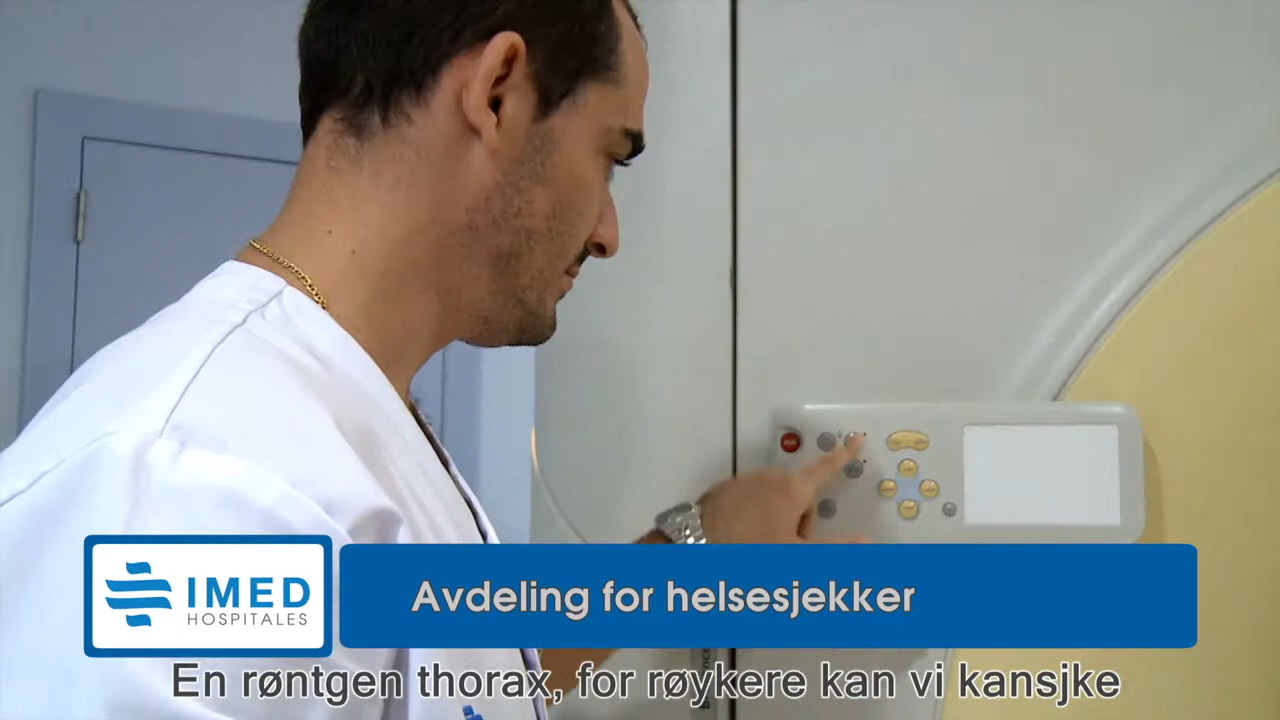 IMED
HOSPITALES
Avdeling for helsesjekker
En røntgen thorax, for røykere kan vi kansjke